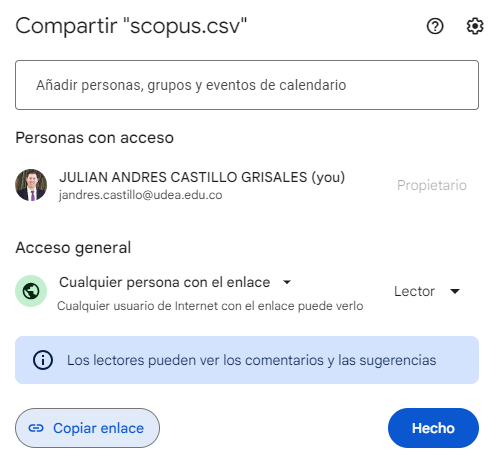 Compartir "scopus.csv"
Añadir personas, grupos y eventos de calendario
Personas con acceso
JULIAN ANDRES CASTILLO GRISALES (you)
jandres.castillo@udea.edu.co
Propietario
Acceso general
Cualquier persona con el enlace
Cualquier usuario de Internet con el enlace puede verlo
Lector
Los lectores pueden ver los comentarios y las sugerencias
Copiar enlace
Hecho